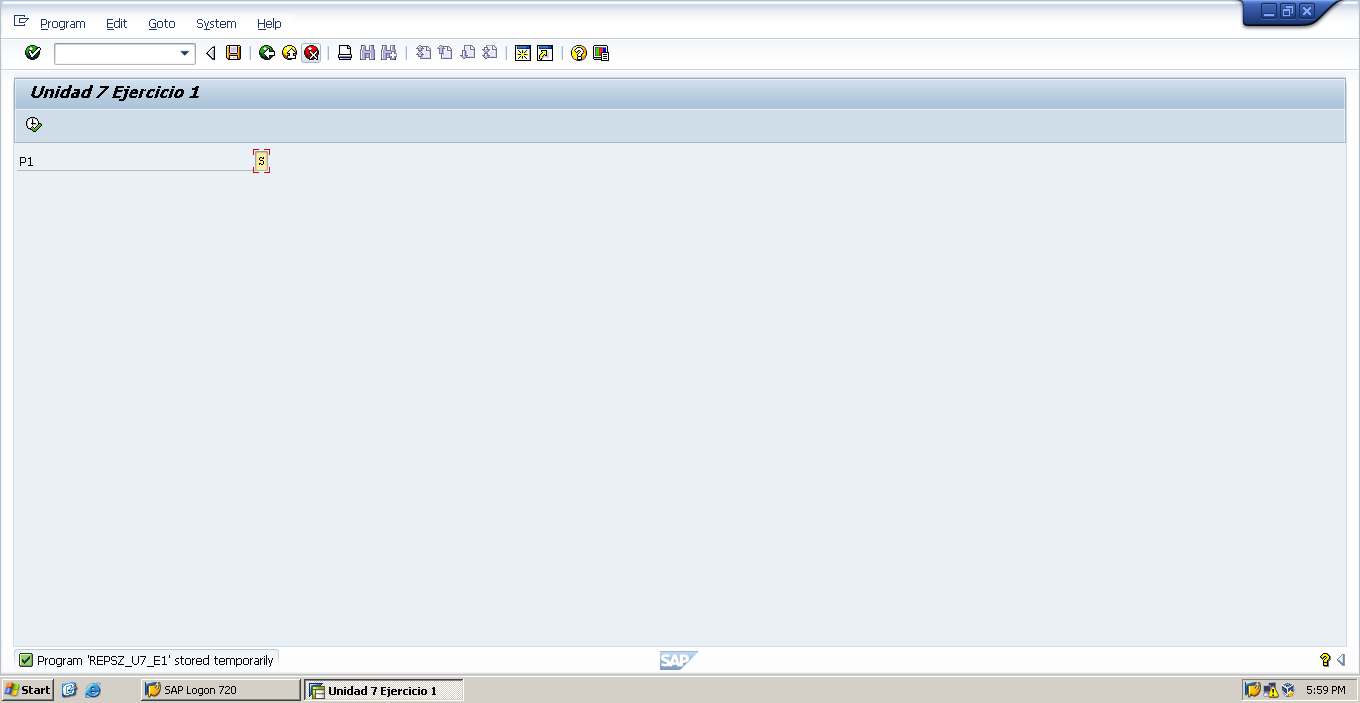 Program Edit Goto System Help
Unidad 7 Ejercicio 1
P1 S
Program 'REPSZ_U7_E1' stored temporarily
SAP
Start SAP Logon 720 Unidad 7 Ejercicio 1 5:59 PM